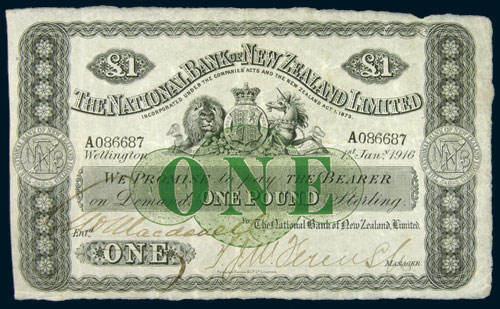 £1 £1
THE NATIONAL BANK OF NEW ZEALAND LIMITED
INCORPORATED UNDER THE COMPANIES' ACTS AND THE NEW ZEALAND ACT, 1873.
A086687 A086687
Wellington 1st Jany. 1916
WE PROMISE to pay THE BEARER
ONE
on Demand ONE POUND Sterling.
For The National Bank of New Zealand, Limited.
Entd.
ONE
MANAGER